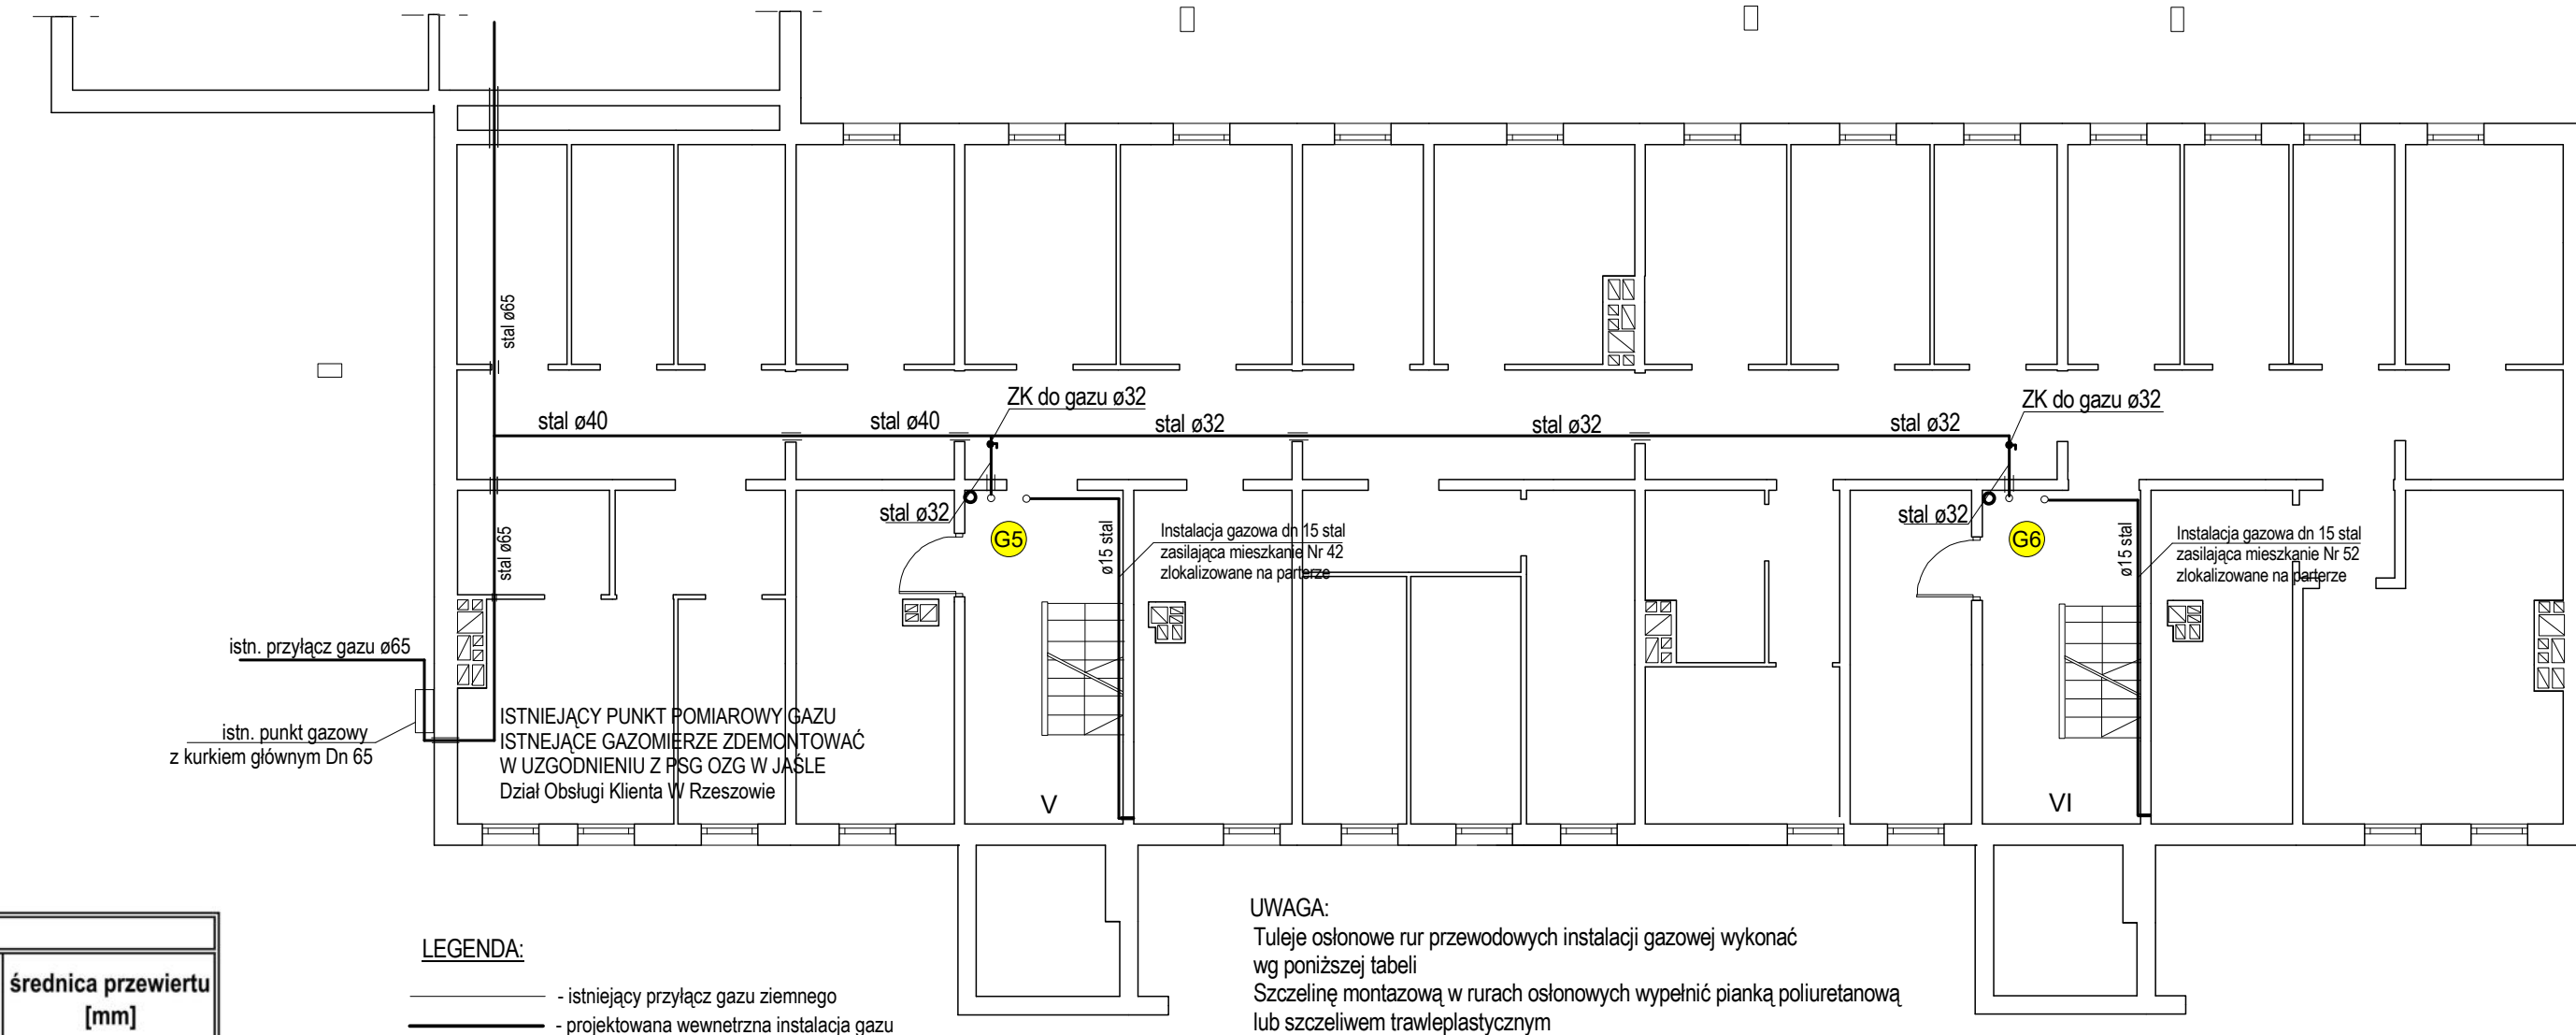 stal ø65
ZK do gazu ø32
ZK do gazu ø32
stal ø40
stal ø40
stal ø32
stal ø32
stal ø32
stal ø32
stal ø32
G5
G6
ø15 stal
Instalacja gazowa dn 15 stal
zasilająca mieszkanie Nr 42
zlokalizowane na parterze
ø15 stal
Instalacja gazowa dn 15 stal
zasilająca mieszkanie Nr 52
zlokalizowane na parterze
stal ø65
istn. przyłącz gazu ø65
istn. punkt gazowy
z kurkiem głównym Dn 65
ISTNIEJĄCY PUNKT POMIAROWY GAZU
ISTNEJĄCE GAZOMIERZE ZDEMONTOWAĆ
W UZGODNIENIU Z PSG OZG W JAŚLE
Dział Obsługi Klienta W Rzeszowie
V
VI
średnica przewiertu
[mm]
LEGENDA:
- istniejący przyłącz gazu ziemnego
- projektowana wewnetrzna instalacja gazu
UWAGA:
Tuleje osłonowe rur przewodowych instalacji gazowej wykonać
wg poniższej tabeli
Szczelinę montazową w rurach osłonowych wypełnić pianką poliuretanową
lub szczeliwem trawleplastycznym